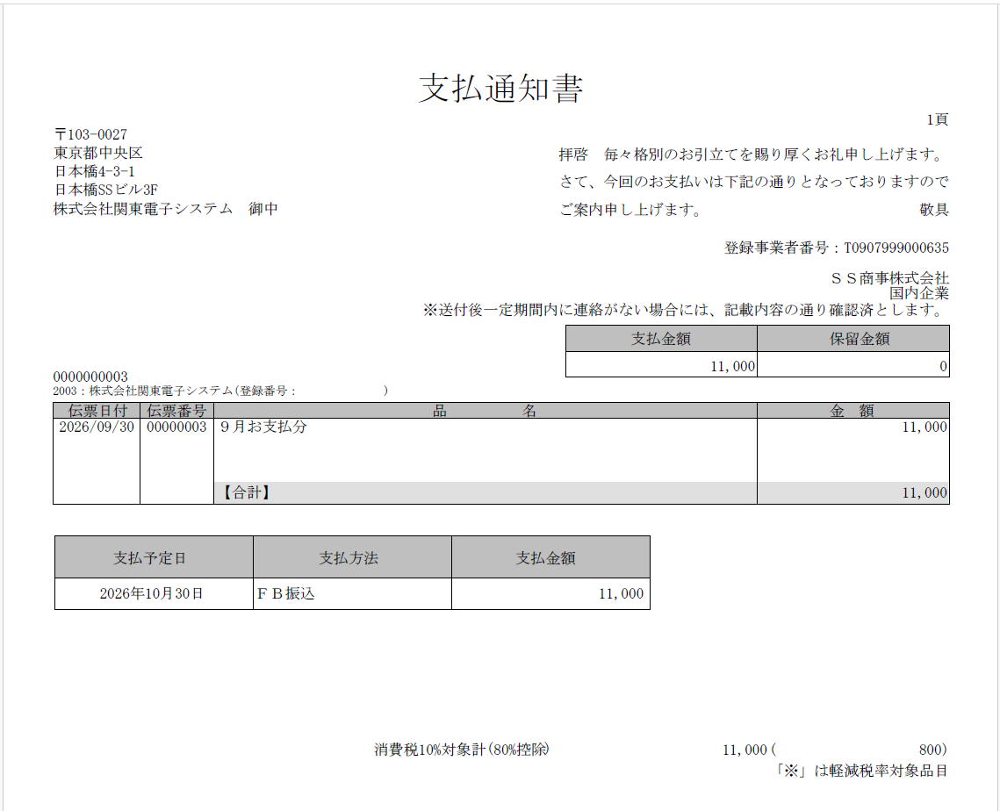 支払通知書
1頁
〒103-0027
東京都中央区
日本橋4-3-1
日本橋SSビル3F
株式会社関東電子システム　御中
拝啓　毎々格別のお引立てを賜り厚くお礼申し上げます。
さて、今回のお支払いは下記の通りとなっておりますので
ご案内申し上げます。　敬具
登録事業者番号：T0907999000635
ＳＳ商事株式会社
国内企業
※送付後一定期間内に連絡がない場合には、記載内容の通り確認済とします。
支払金額　保留金額
11,000　0
0000000003
2003：株式会社関東電子システム(登録番号：　)
伝票日付　伝票番号　品　名　金　額
2026/09/30　00000003　９月お支払分　11,000
【合計】　11,000
支払予定日　支払方法　支払金額
2026年10月30日　ＦＢ振込　11,000
消費税10%対象計(80%控除)　11,000(　800)
「※」は軽減税率対象品目